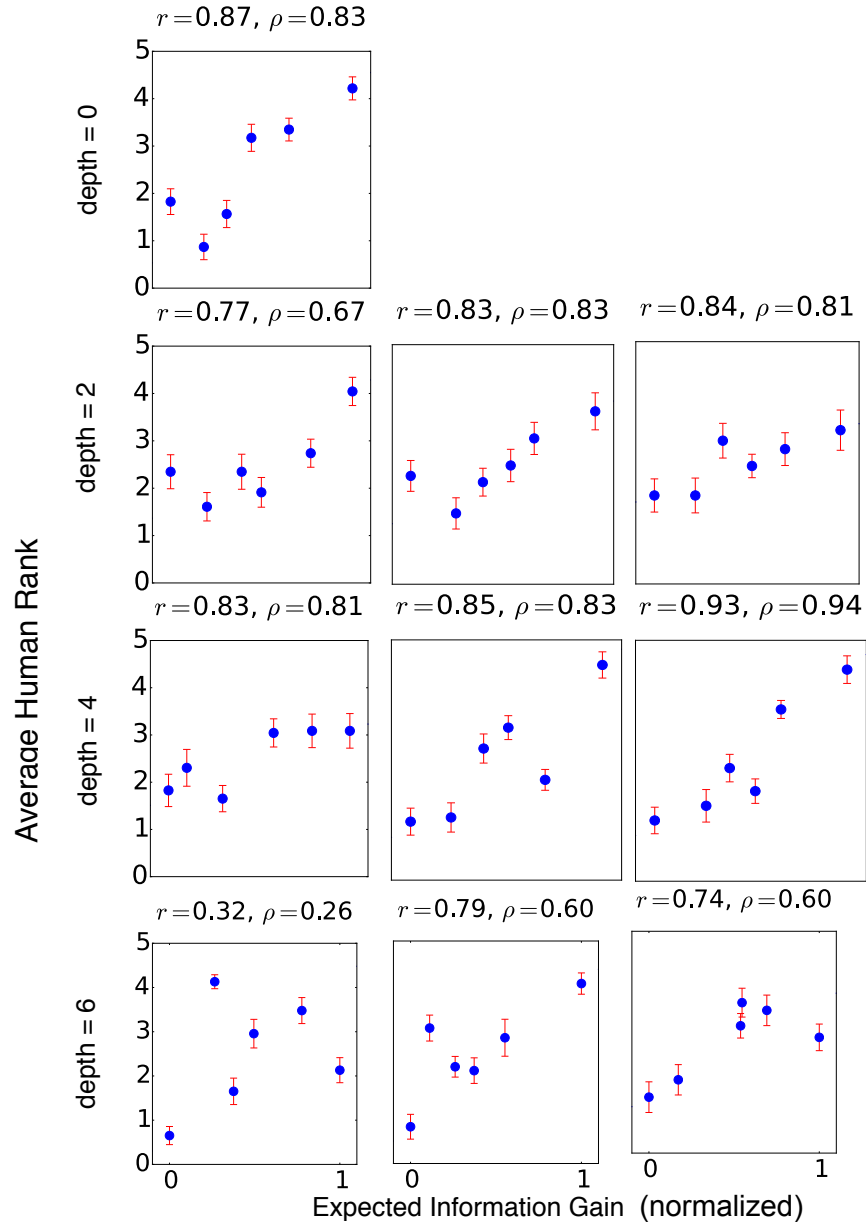 r=0.87, ρ=0.83
5
4
3
2
1
0
depth = 0
r=0.77, ρ=0.67
r=0.83, ρ=0.83
r=0.84, ρ=0.81
5
4
3
2
1
0
depth = 2
r=0.83, ρ=0.81
r=0.85, ρ=0.83
r=0.93, ρ=0.94
5
4
3
2
1
0
depth = 4
Average Human Rank
r=0.32, ρ=0.26
r=0.79, ρ=0.60
r=0.74, ρ=0.60
5
4
3
2
1
0
depth = 6
0 1
0 1
0 1
Expected Information Gain (normalized)